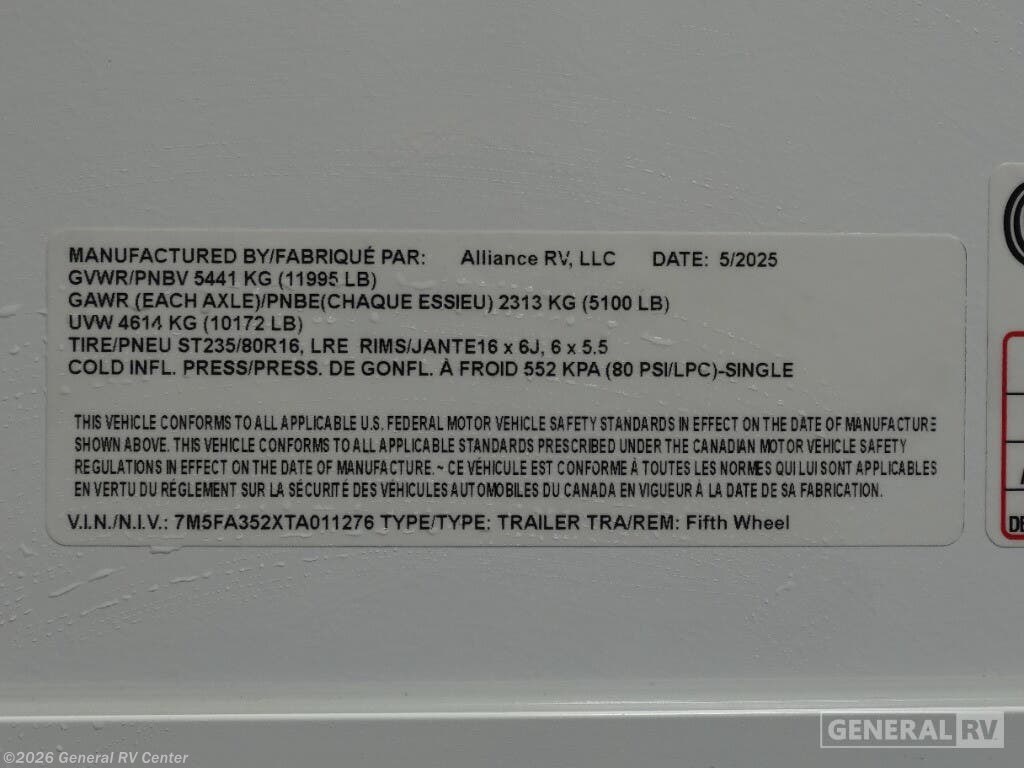 MANUFACTURED BY/FABRIQUÉ PAR: Alliance RV, LLC DATE: 5/2025
GVWR/PNBV 5441 KG (11995 LB)
GAWR (EACH AXLE)/PNBE(CHAQUE ESSIEU) 2313 KG (5100 LB)
UVW 4614 KG (10172 LB)
TIRE/PNEU ST235/80R16, LRE RIMS/JANTE16 x 6J, 6 x 5.5
COLD INFL. PRESS/PRESS. DE GONFL. À FROID 552 KPA (80 PSI/LPC)-SINGLE
THIS VEHICLE CONFORMS TO ALL APPLICABLE U.S. FEDERAL MOTOR VEHICLE SAFETY STANDARDS IN EFFECT ON THE DATE OF MANUFACTURE
SHOWN ABOVE. THIS VEHICLE CONFORMS TO ALL APPLICABLE STANDARDS PRESCRIBED UNDER THE CANADIAN MOTOR VEHICLE SAFETY
REGULATIONS IN EFFECT ON THE DATE OF MANUFACTURE. ~ CE VÉHICULE EST CONFORME À TOUTES LES NORMES QUI LUI SONT APPLICABLES
EN VERTU DU RÉGLEMENT SUR LA SÉCURITÉ DES VÉHICULES AUTOMOBILES DU CANADA EN VIGUEUR À LA DATE DE SA FABRICATION.
V.I.N./N.I.V.: 7M5FA352XTA011276 TYPE/TYPE: TRAILER TRA/REM: Fifth Wheel
DE
GENERAL RV
©2026 General RV Center